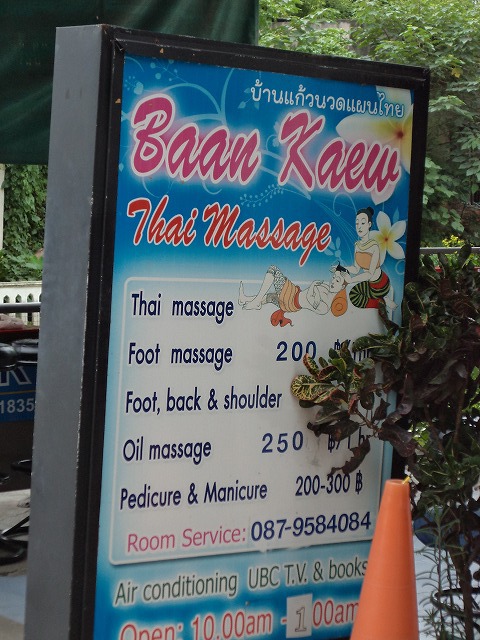 บ้านแก้วนวดแผนไทย
Baan Kaew
Thai Massage
Thai massage
Foot massage 200 ฿/
Foot, back & shoulder
Oil massage 250 ฿/
Pedicure & Manicure 200-300 ฿
Room Service: 087-9584084
Air conditioning UBC T.V. & books
Open: 10.00am - 1.00am
1835